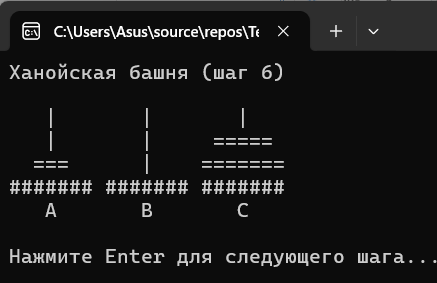 C:\Users\Asus\source\repos\Te
Ханойская башня (шаг 6)
   |       |       |
   |       |     =====
  ===      |    =======
####### ####### #######
   A       B       C
Нажмите Enter для следующего шага...